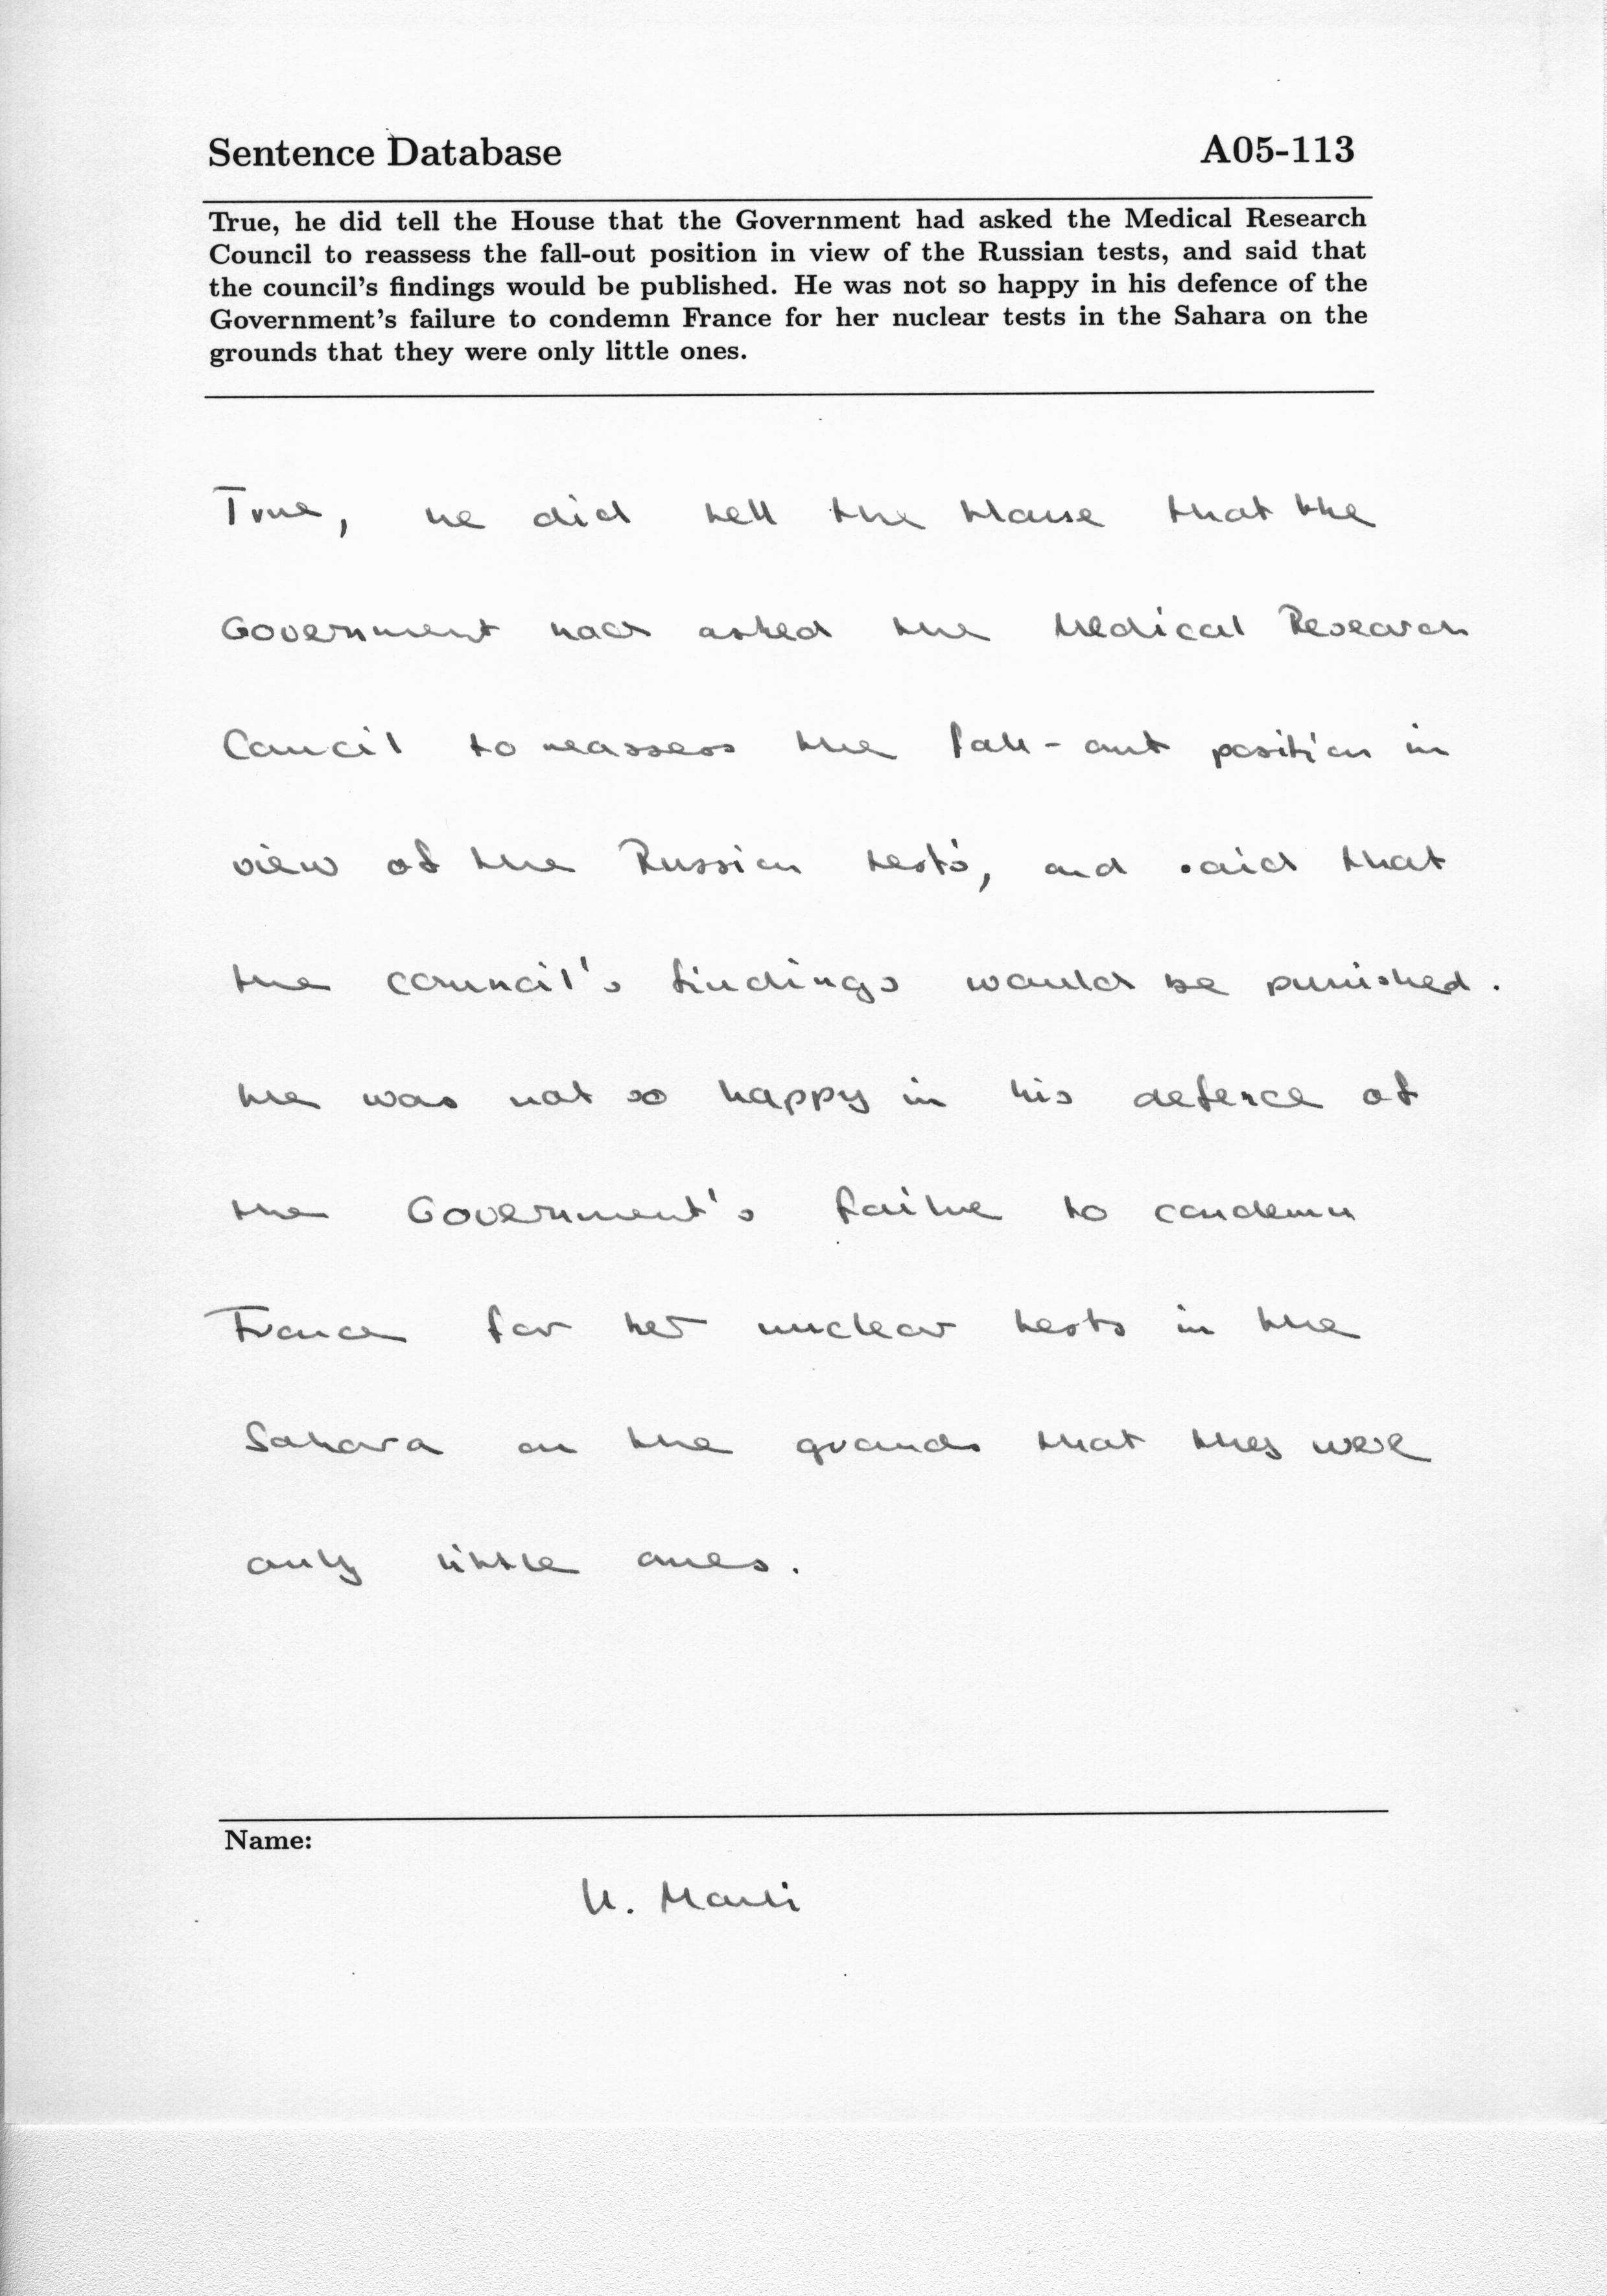 Sentence Database A05-113
True, he did tell the House that the Government had asked the Medical Research
Council to reassess the fall-out position in view of the Russian tests, and said that
the council's findings would be published. He was not so happy in his defence of the
Government's failure to condemn France for her nuclear tests in the Sahara on the
grounds that they were only little ones.
True, he did tell the House that the
Government had asked the Medical Research
Council to reassess the fall-out position in
view of the Russian tests, and said that
the council's findings would be punished.
He was not so happy in his defence of
the Government's failure to condemn
France for her nuclear tests in the
Sahara on the grounds that they were
only little ones.
Name: